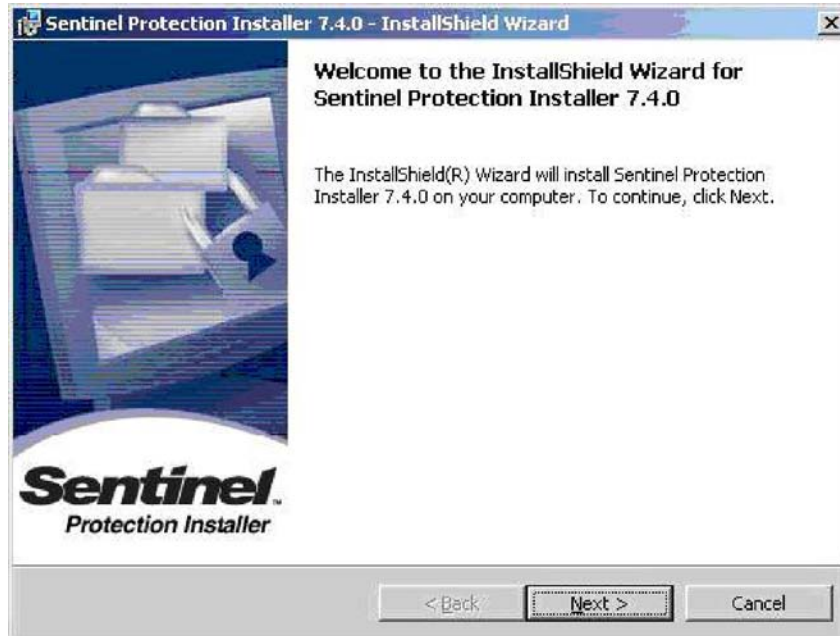 Sentinel Protection Installer 7.4.0 - InstallShield Wizard
Welcome to the InstallShield Wizard for
Sentinel Protection Installer 7.4.0
The InstallShield(R) Wizard will install Sentinel Protection
Installer 7.4.0 on your computer. To continue, click Next.
Sentinel™
Protection Installer
< Back
Next >
Cancel